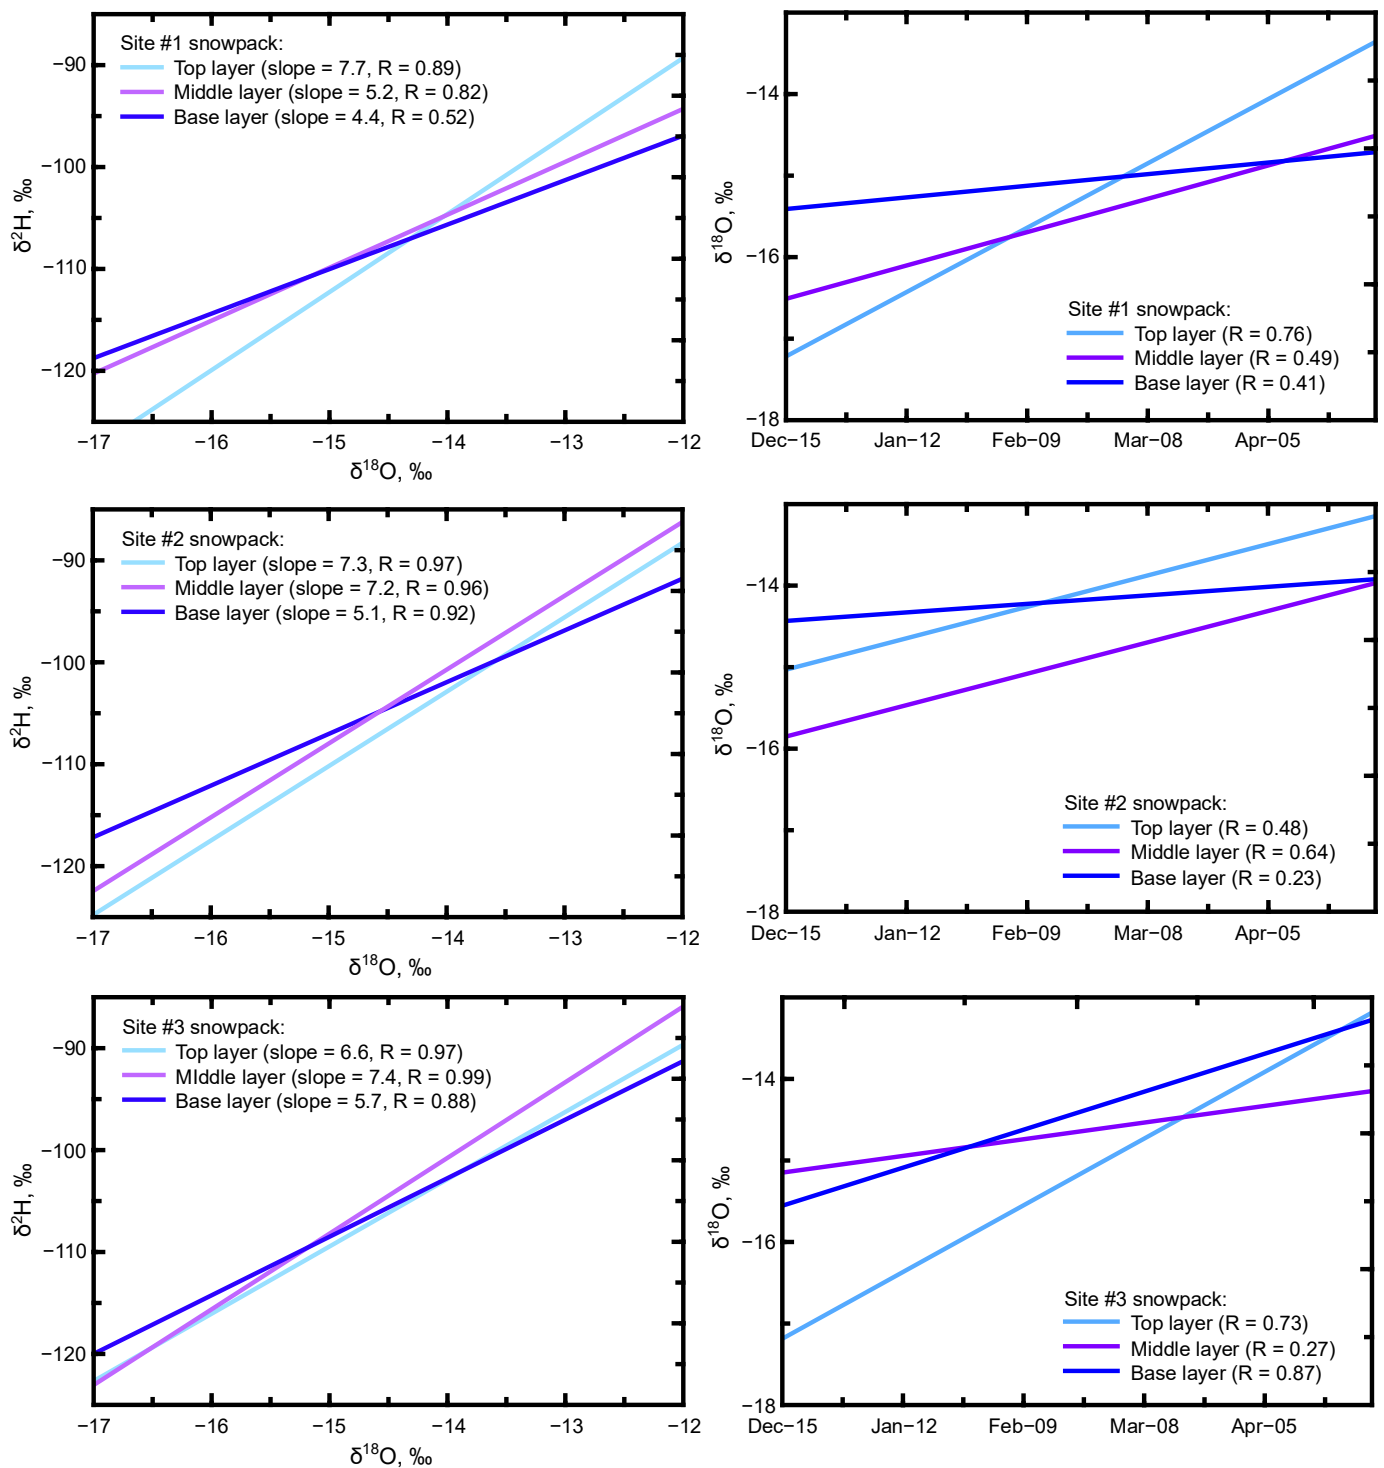 Site #1 snowpack:
Top layer (slope = 7.7, R = 0.89)
Middle layer (slope = 5.2, R = 0.82)
Base layer (slope = 4.4, R = 0.52)
δ²H, ‰
−90
−100
−110
−120
−17 −16 −15 −14 −13 −12
δ¹⁸O, ‰
δ¹⁸O, ‰
−14
−16
−18
Site #1 snowpack:
Top layer (R = 0.76)
Middle layer (R = 0.49)
Base layer (R = 0.41)
Dec−15 Jan−12 Feb−09 Mar−08 Apr−05
Site #2 snowpack:
Top layer (slope = 7.3, R = 0.97)
Middle layer (slope = 7.2, R = 0.96)
Base layer (slope = 5.1, R = 0.92)
δ²H, ‰
−90
−100
−110
−120
−17 −16 −15 −14 −13 −12
δ¹⁸O, ‰
δ¹⁸O, ‰
−14
−16
−18
Site #2 snowpack:
Top layer (R = 0.48)
Middle layer (R = 0.64)
Base layer (R = 0.23)
Dec−15 Jan−12 Feb−09 Mar−08 Apr−05
Site #3 snowpack:
Top layer (slope = 6.6, R = 0.97)
MIddle layer (slope = 7.4, R = 0.99)
Base layer (slope = 5.7, R = 0.88)
δ²H, ‰
−90
−100
−110
−120
−17 −16 −15 −14 −13 −12
δ¹⁸O, ‰
δ¹⁸O, ‰
−14
−16
−18
Site #3 snowpack:
Top layer (R = 0.73)
Middle layer (R = 0.27)
Base layer (R = 0.87)
Dec−15 Jan−12 Feb−09 Mar−08 Apr−05